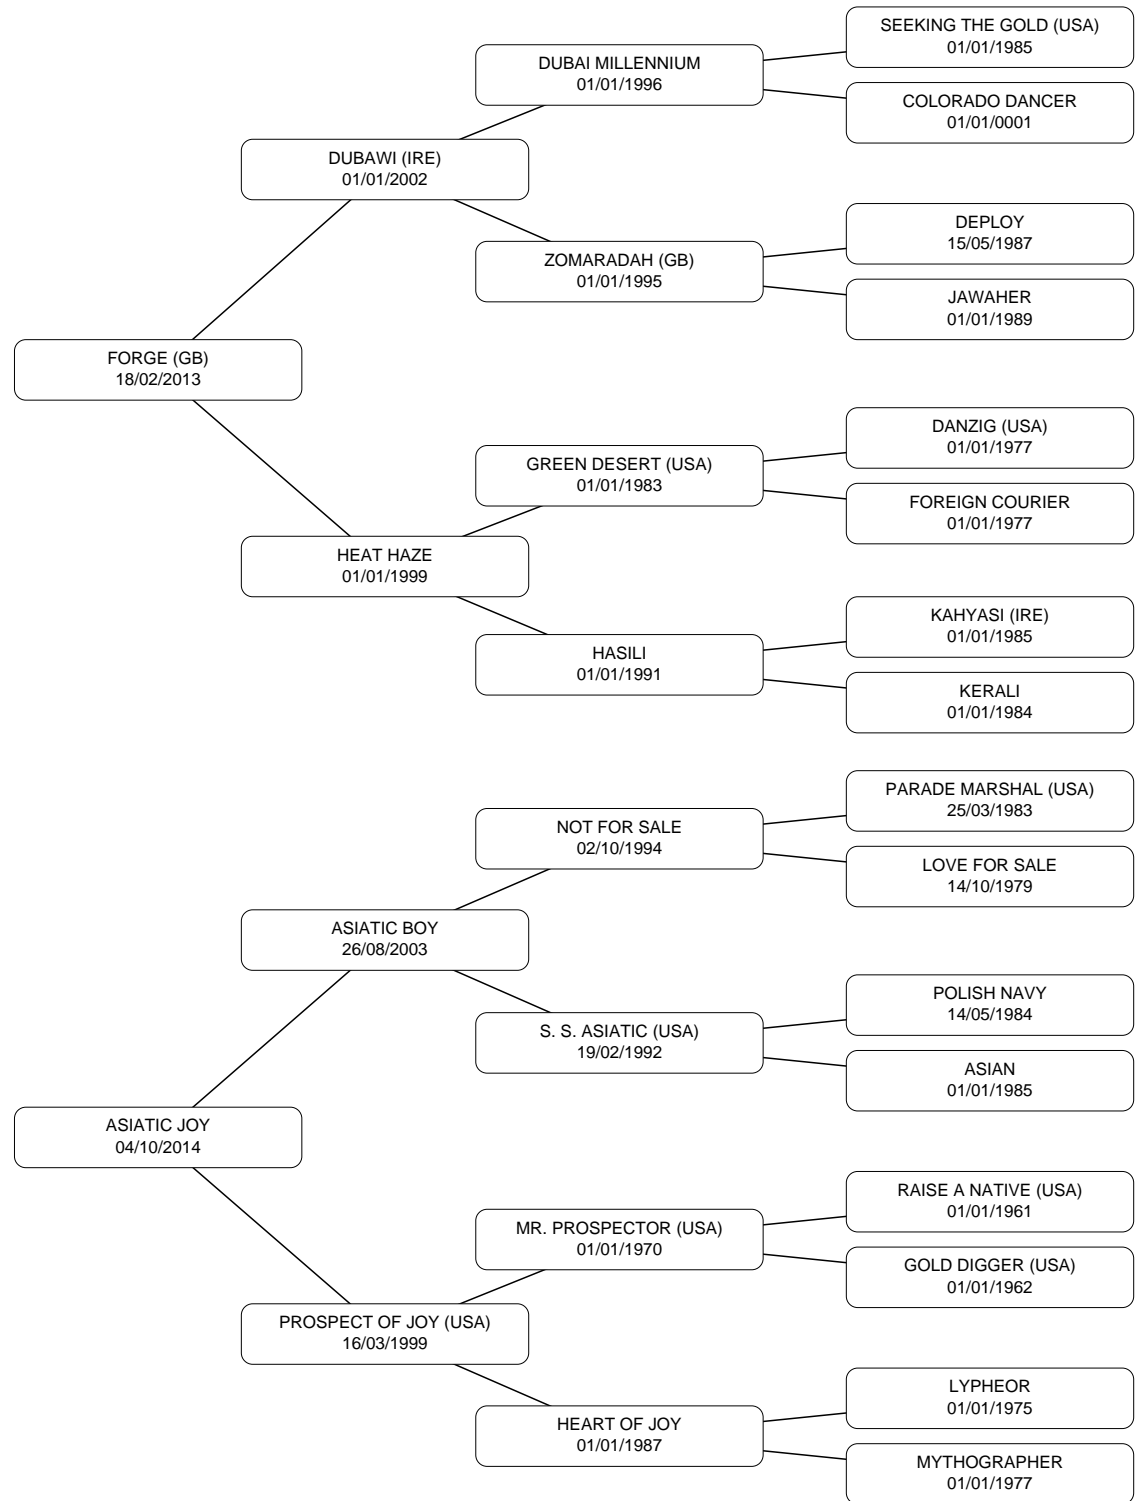 SEEKING THE GOLD (USA)
01/01/1985
DUBAI MILLENNIUM
01/01/1996
COLORADO DANCER
01/01/0001
DUBAWI (IRE)
01/01/2002
DEPLOY
15/05/1987
ZOMARADAH (GB)
01/01/1995
JAWAHER
01/01/1989
FORGE (GB)
18/02/2013
DANZIG (USA)
01/01/1977
GREEN DESERT (USA)
01/01/1983
FOREIGN COURIER
01/01/1977
HEAT HAZE
01/01/1999
KAHYASI (IRE)
01/01/1985
HASILI
01/01/1991
KERALI
01/01/1984
PARADE MARSHAL (USA)
25/03/1983
NOT FOR SALE
02/10/1994
LOVE FOR SALE
14/10/1979
ASIATIC BOY
26/08/2003
POLISH NAVY
14/05/1984
S. S. ASIATIC (USA)
19/02/1992
ASIAN
01/01/1985
ASIATIC JOY
04/10/2014
RAISE A NATIVE (USA)
01/01/1961
MR. PROSPECTOR (USA)
01/01/1970
GOLD DIGGER (USA)
01/01/1962
PROSPECT OF JOY (USA)
16/03/1999
LYPHEOR
01/01/1975
HEART OF JOY
01/01/1987
MYTHOGRAPHER
01/01/1977